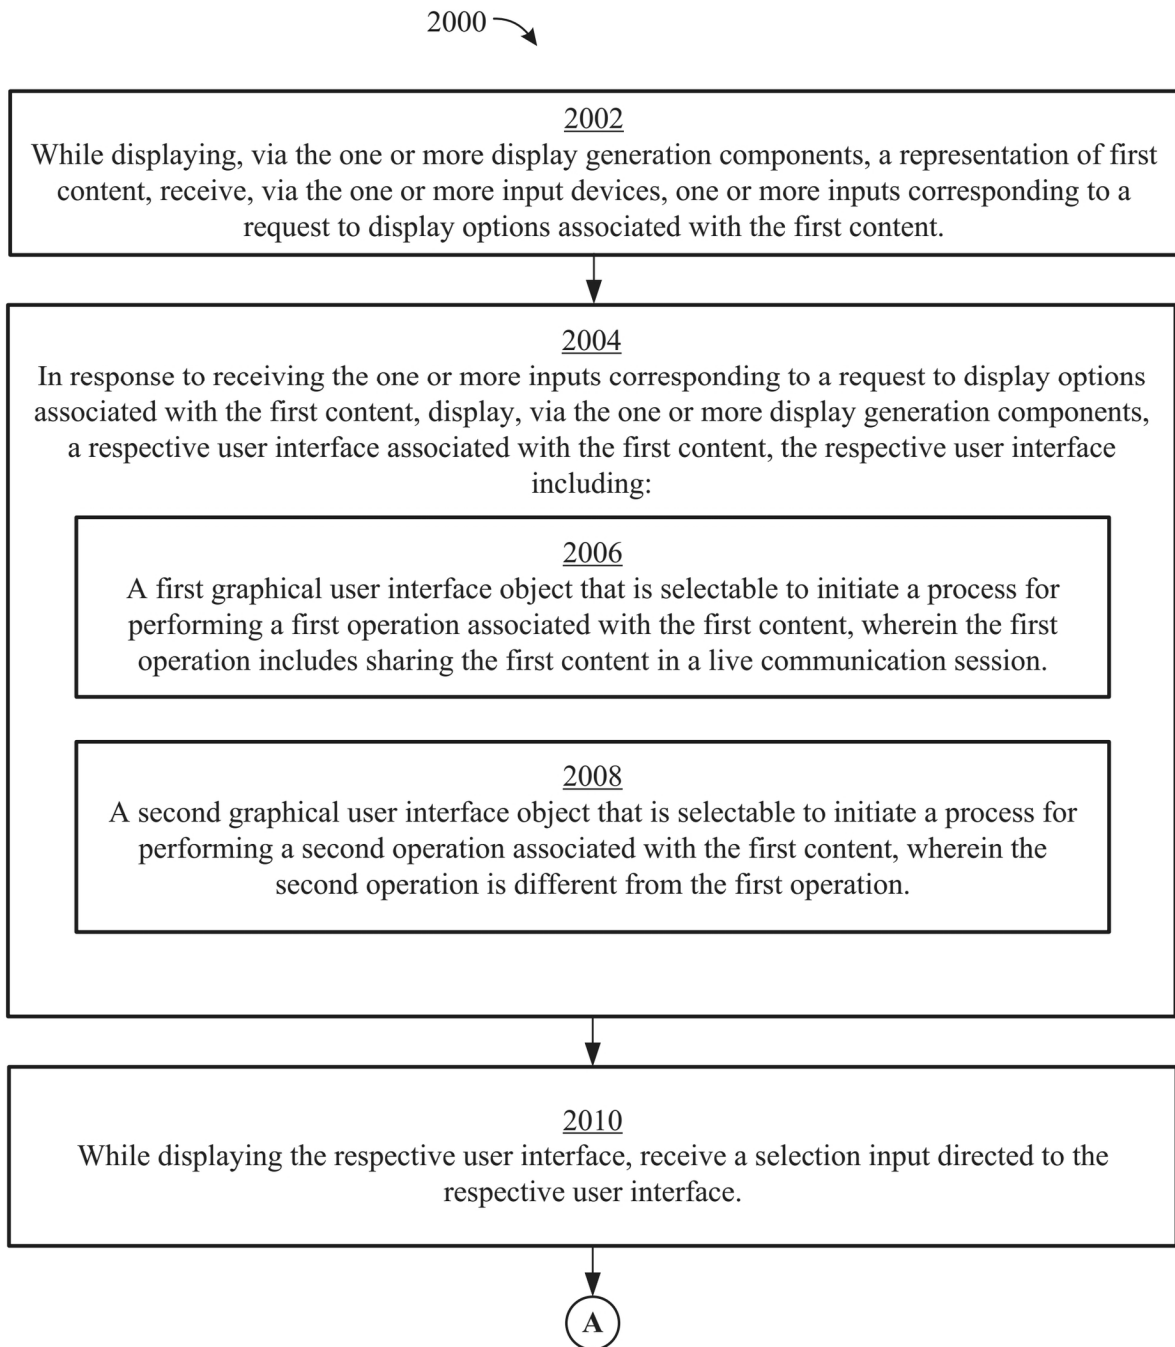 2000
2002
While displaying, via the one or more display generation components, a representation of first
content, receive, via the one or more input devices, one or more inputs corresponding to a
request to display options associated with the first content.
2004
In response to receiving the one or more inputs corresponding to a request to display options
associated with the first content, display, via the one or more display generation components,
a respective user interface associated with the first content, the respective user interface
including:
2006
A first graphical user interface object that is selectable to initiate a process for
performing a first operation associated with the first content, wherein the first
operation includes sharing the first content in a live communication session.
2008
A second graphical user interface object that is selectable to initiate a process for
performing a second operation associated with the first content, wherein the
second operation is different from the first operation.
2010
While displaying the respective user interface, receive a selection input directed to the
respective user interface.
A